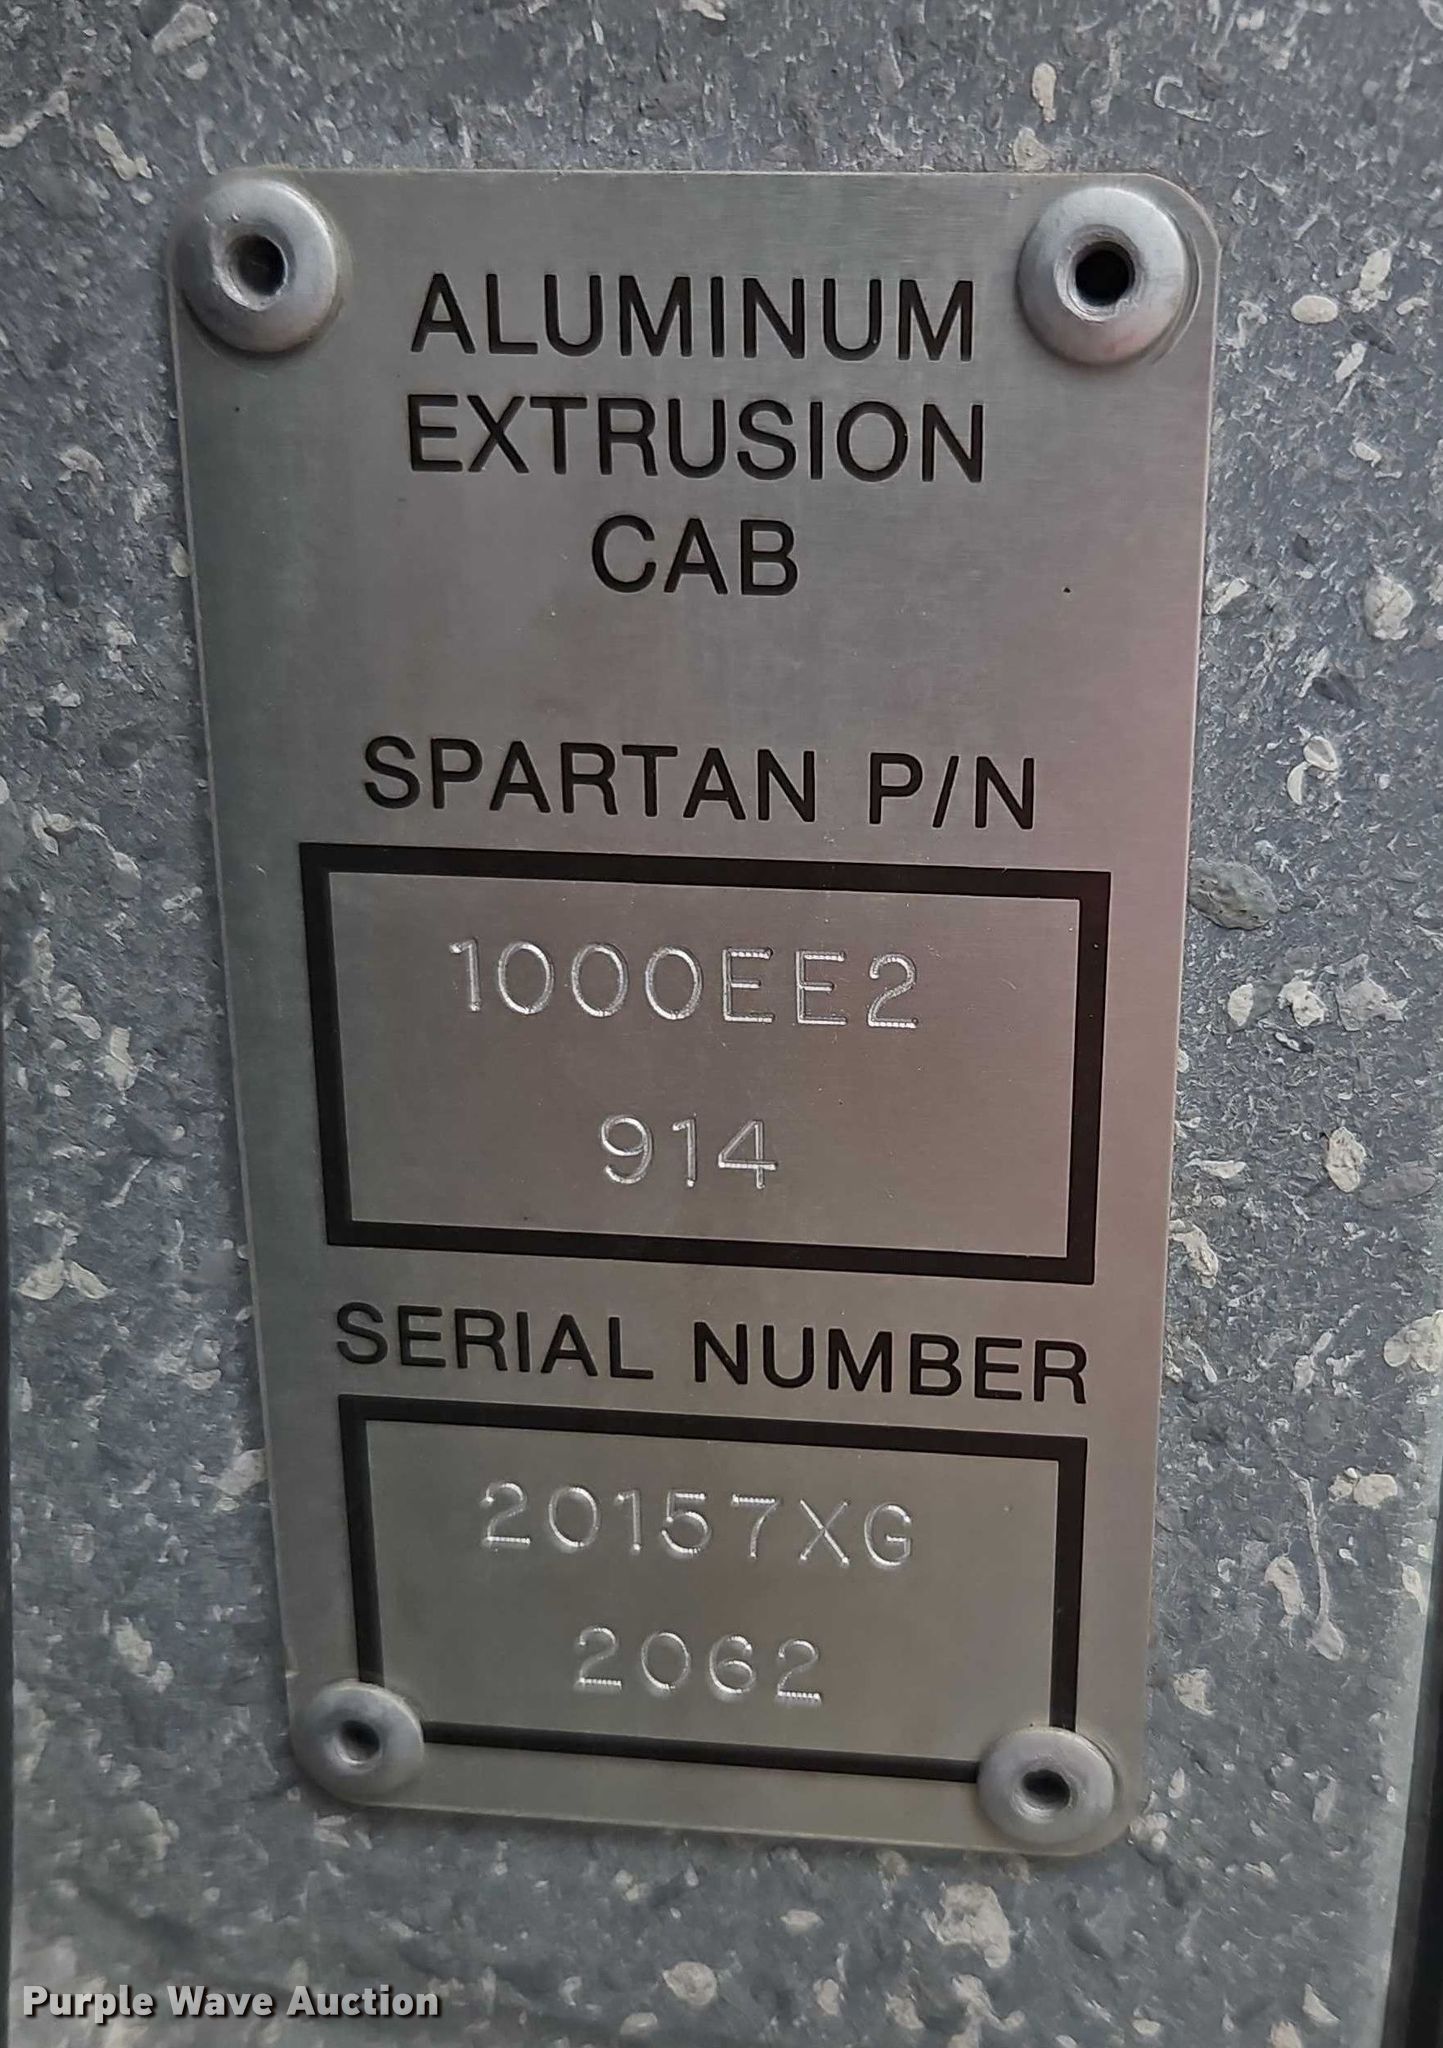 ALUMINUM
EXTRUSION
CAB
SPARTAN P/N
1000EE2
914
SERIAL NUMBER
20157XG
2062
Purple Wave Auction